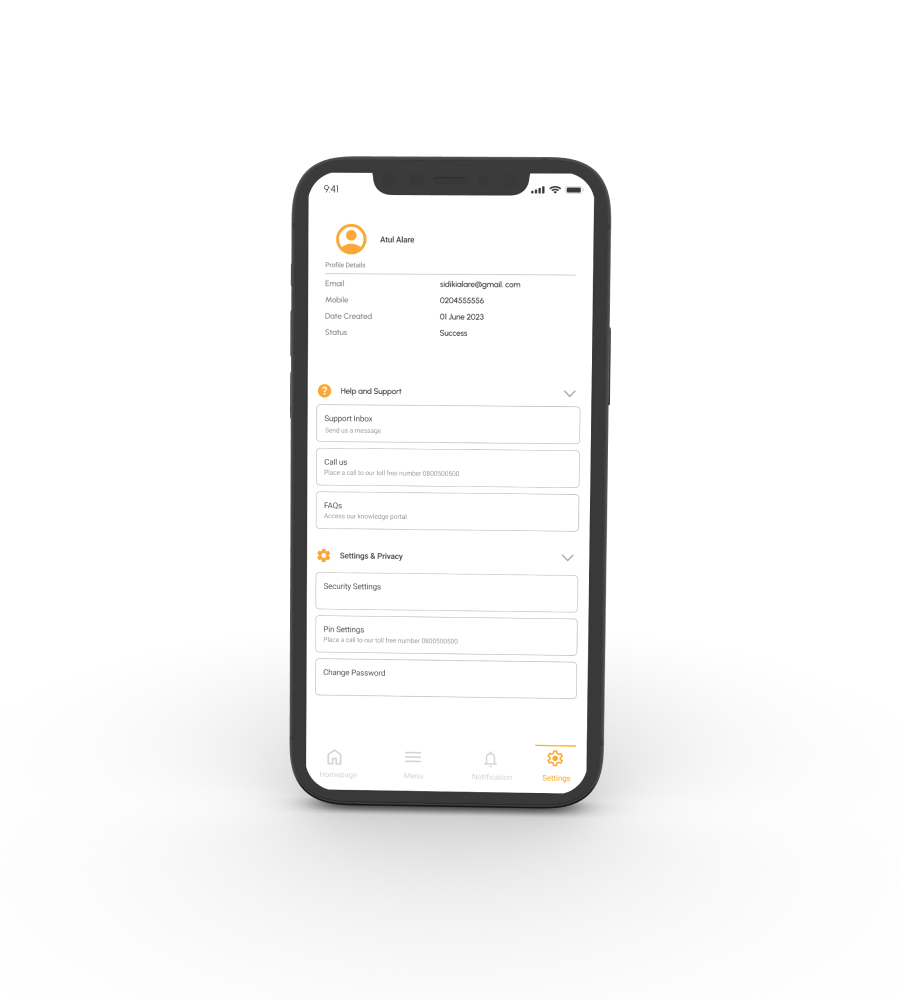 9:41
Atul Alare
Profile Details
Email sidikialare@gmail. com
Mobile 0204555556
Date Created 01 June 2023
Status Success
Help and Support
Support Inbox
Send us a message
Call us
Place a call to our toll free number 0800500500
FAQs
Access our knowledge portal
Settings & Privacy
Security Settings
Pin Settings
Place a call to our toll free number 0800500500
Change Password
Homepage Menu Notification Settings